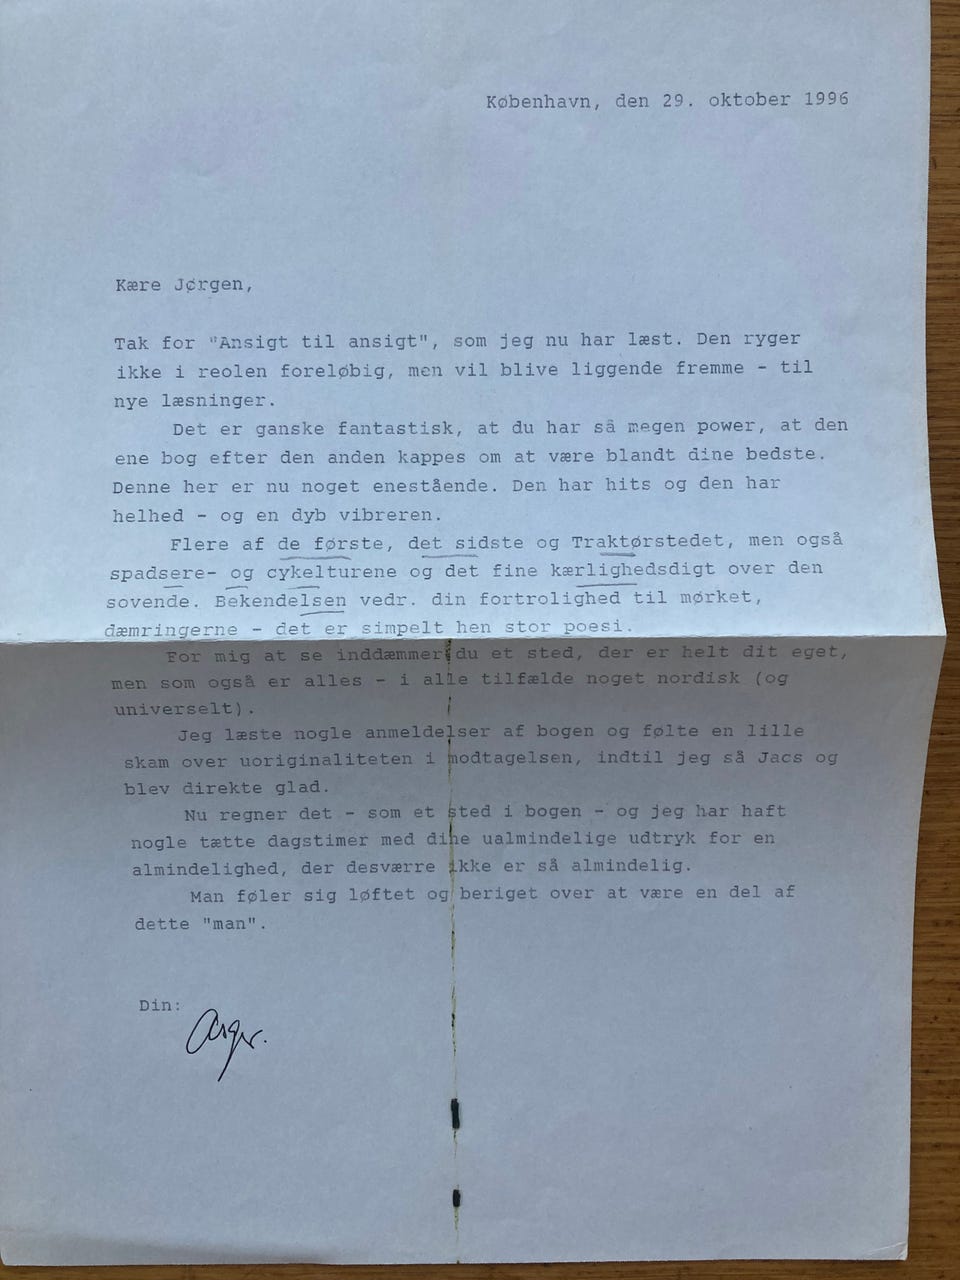 København, den 29. oktober 1996
Kære Jørgen,
Tak for "Ansigt til ansigt", som jeg nu har læst. Den ryger
ikke i reolen foreløbig, men vil blive liggende fremme - til
nye læsninger.
Det er ganske fantastisk, at du har så megen power, at den
ene bog efter den anden kappes om at være blandt dine bedste.
Denne her er nu noget enestående. Den har hits og den har
helhed - og en dyb vibreren.
Flere af de første, det sidste og Traktørstedet, men også
spadsere- og cykelturene og det fine kærlighedsdigt over den
sovende. Bekendelsen vedr. din fortrolighed til mørket,
dæmringerne - det er simpelt hen stor poesi.
For mig at se inddæmmer du et sted, der er helt dit eget,
men som også er alles - i alle tilfælde noget nordisk (og
universelt).
Jeg læste nogle anmeldelser af bogen og følte en lille
skam over uoriginaliteten i modtagelsen, indtil jeg så Jacs og
blev direkte glad.
Nu regner det - som et sted i bogen - og jeg har haft
nogle tætte dagstimer med dine ualmindelige udtryk for en
almindelighed, der desværre ikke er så almindelig.
Man føler sig løftet og beriget over at være en del af
dette "man".
Din: